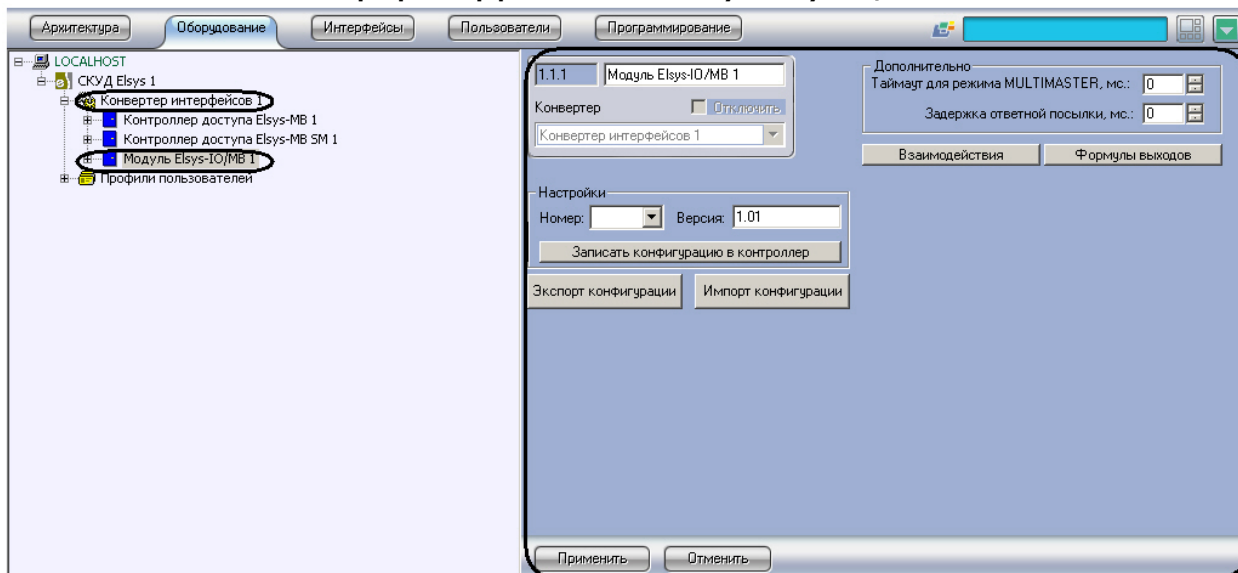 Архитектура Оборудование Интерфейсы Пользователи Программирование
LOCALHOST
СКУД Elsys 1
Конвертер интерфейсов 1
Контроллер доступа Elsys-MB 1
Контроллер доступа Elsys-MB SM 1
Модуль Elsys-IO/MB 1
Профили пользователей
1.1.1 Модуль Elsys-IO/MB 1
Конвертер Отключить
Конвертер интерфейсов 1
Настройки
Номер: Версия: 1.01
Записать конфигурацию в контроллер
Экспорт конфигурации Импорт конфигурации
Дополнительно
Таймаут для режима MULTIMASTER, мс.: 0
Задержка ответной посылки, мс.: 0
Взаимодействия Формулы выходов
Применить Отменить